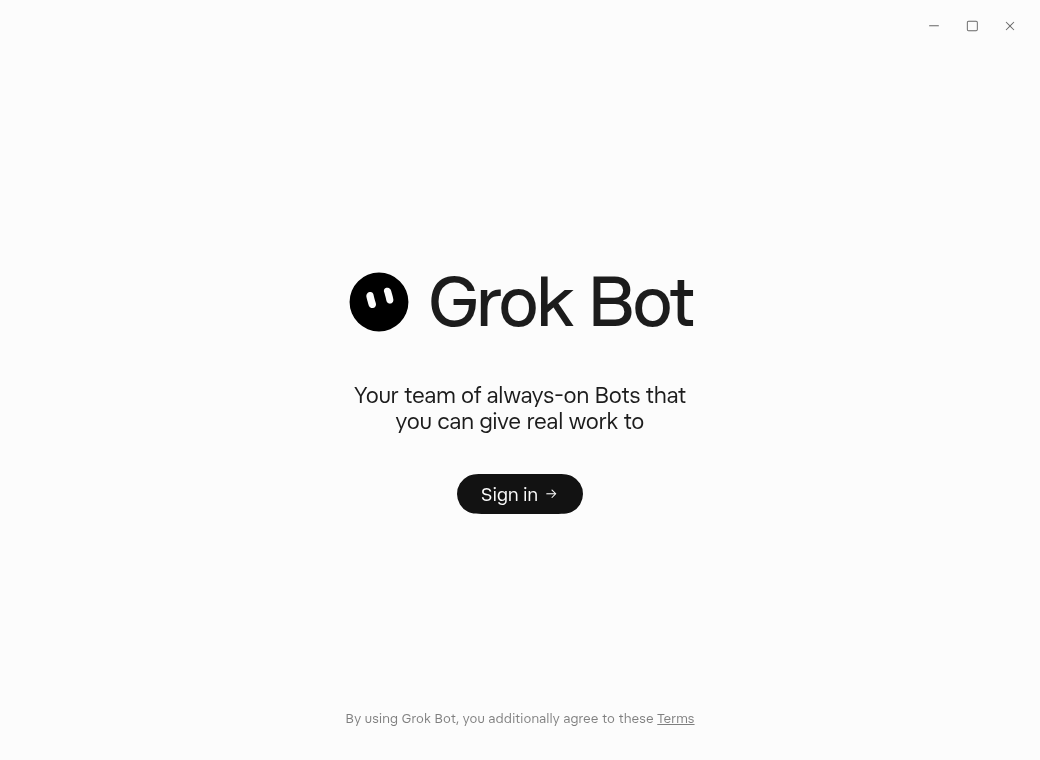 Grok Bot
Your team of always-on Bots that
you can give real work to
Sign in →
By using Grok Bot, you additionally agree to these Terms